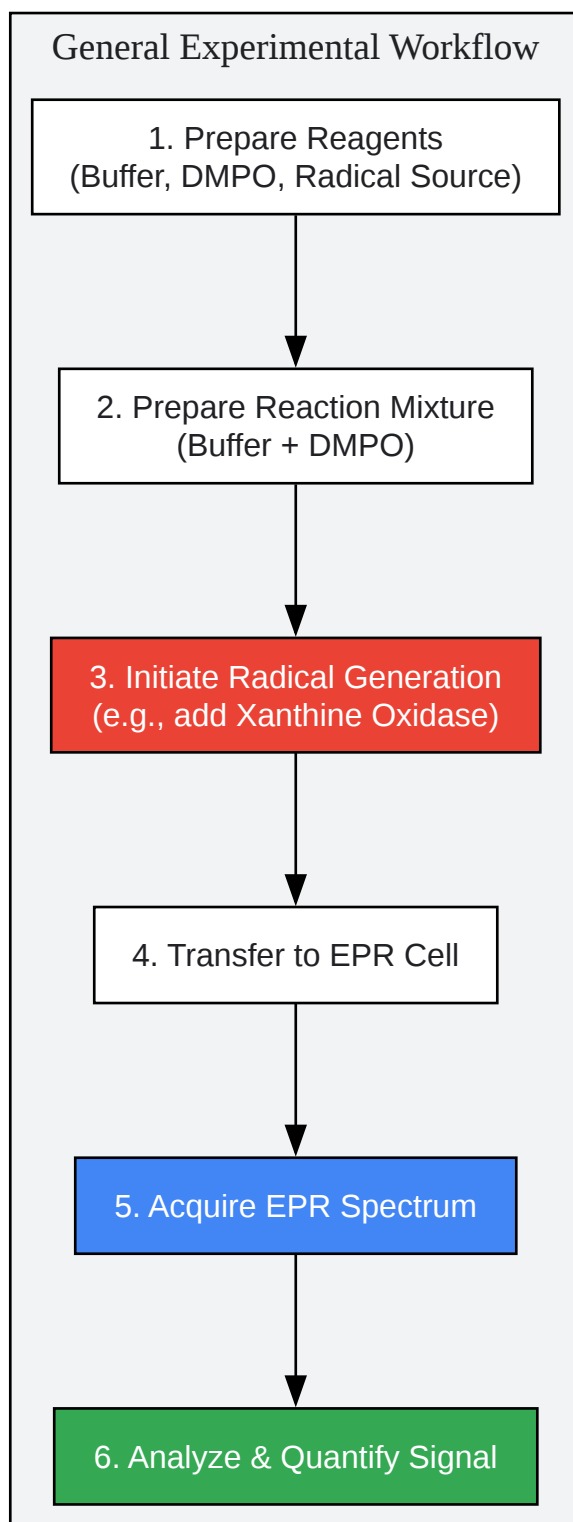 General Experimental Workflow
1. Prepare Reagents
(Buffer, DMPO, Radical Source)
2. Prepare Reaction Mixture
(Buffer + DMPO)
3. Initiate Radical Generation
(e.g., add Xanthine Oxidase)
4. Transfer to EPR Cell
5. Acquire EPR Spectrum
6. Analyze & Quantify Signal